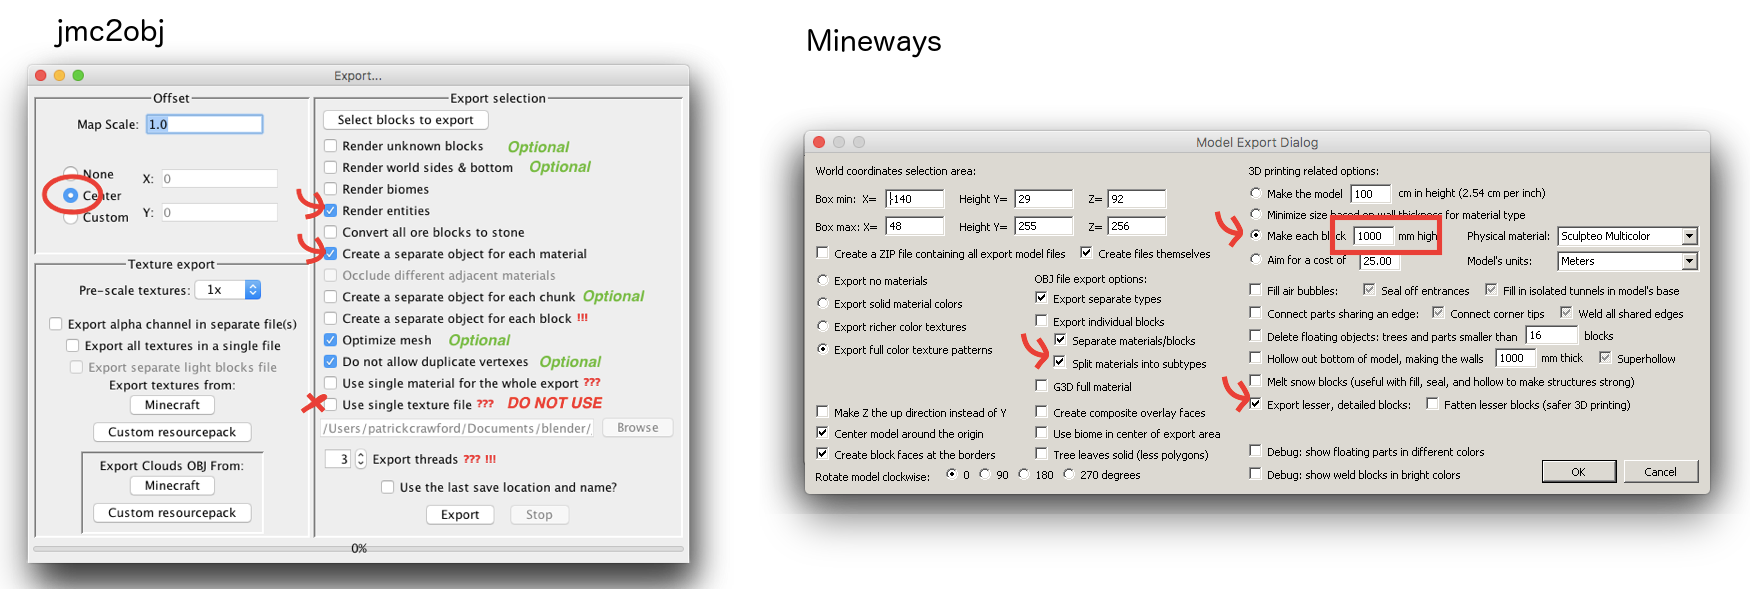 jmc2obj
Export...
Offset
Map Scale: 1.0
None
Center
Custom
X: 0
Y: 0
Texture export
Pre-scale textures: 1x
Export alpha channel in separate file(s)
Export all textures in a single file
Export separate light blocks file
Export textures from:
Minecraft
Custom resourcepack
Export Clouds OBJ From:
Minecraft
Custom resourcepack
Export selection
Select blocks to export
Render unknown blocks Optional
Render world sides & bottom Optional
Render biomes
Render entities
Convert all ore blocks to stone
Create a separate object for each material
Occlude different adjacent materials
Create a separate object for each chunk Optional
Create a separate object for each block !!!
Optimize mesh Optional
Do not allow duplicate vertexes Optional
Use single material for the whole export ???
Use single texture file ??? DO NOT USE
/Users/patrickcrawford/Documents/blender/ Browse
3 Export threads ??? !!!
Use the last save location and name?
Export Stop
0%
Mineways
Model Export Dialog
World coordinates selection area:
Box min: X= -140 Height Y= 29 Z= 92
Box max: X= 48 Height Y= 255 Z= 256
Create a ZIP file containing all export model files Create files themselves
Export no materials
Export solid material colors
Export richer color textures
Export full color texture patterns
OBJ file export options:
Export separate types
Export individual blocks
Separate materials/blocks
Split materials into subtypes
G3D full material
Make Z the up direction instead of Y
Center model around the origin
Create block faces at the borders
Create composite overlay faces
Use biome in center of export area
Tree leaves solid (less polygons)
Rotate model clockwise: 0 90 180 270 degrees
3D printing related options:
Make the model 100 cm in height (2.54 cm per inch)
Minimize size based on wall thickness for material type
Make each block 1000 mm high Physical material: Sculpteo Multicolor
Aim for a cost of 25.00 Model's units: Meters
Fill air bubbles: Seal off entrances Fill in isolated tunnels in model's base
Connect parts sharing an edge: Connect corner tips Weld all shared edges
Delete floating objects: trees and parts smaller than 16 blocks
Hollow out bottom of model, making the walls 1000 mm thick Superhollow
Melt snow blocks (useful with fill, seal, and hollow to make structures strong)
Export lesser, detailed blocks: Fatten lesser blocks (safer 3D printing)
Debug: show floating parts in different colors
Debug: show weld blocks in bright colors
OK Cancel